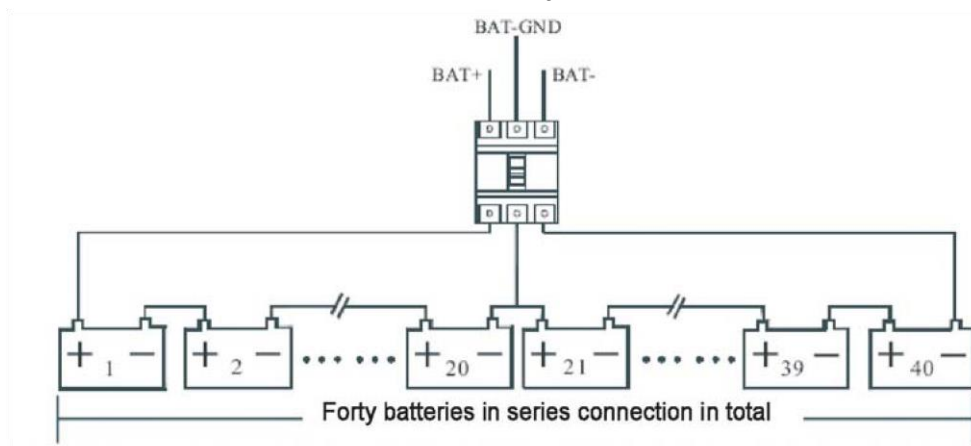 BAT-GND
BAT+ BAT-
+ 1 − + 2 − + 20 − + 21 − + 39 − + 40 −
Forty batteries in series connection in total